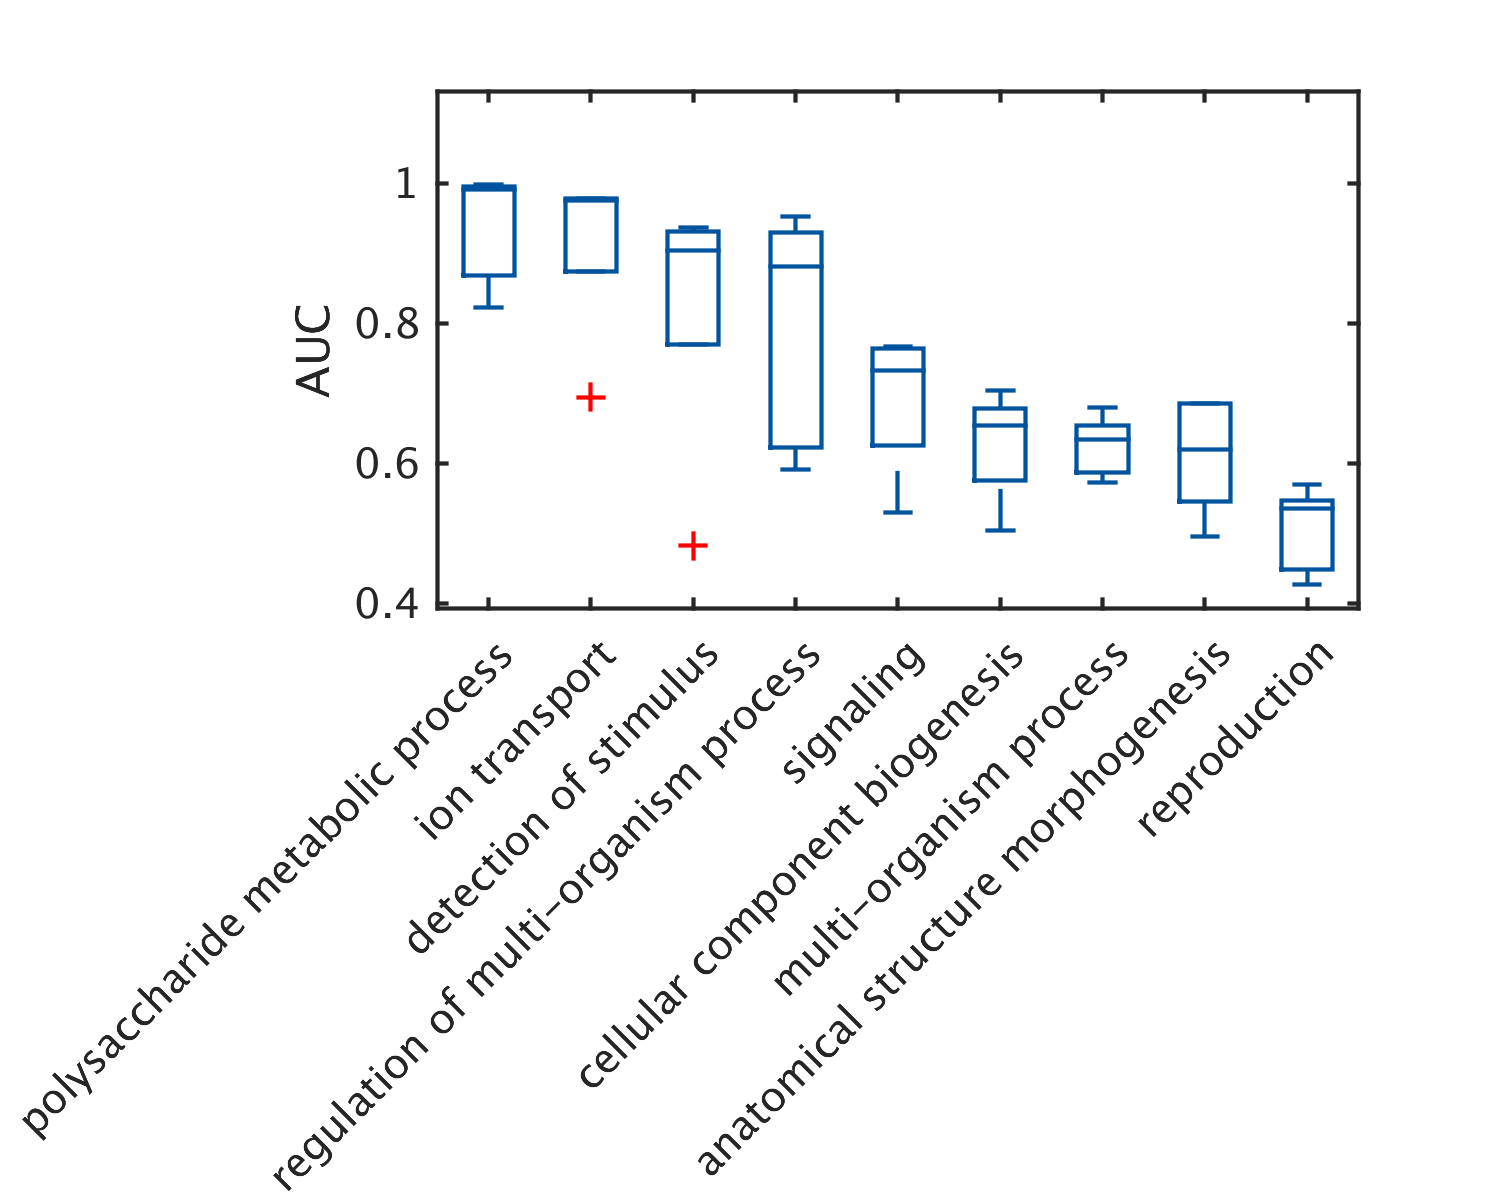 AUC
1
0.8
0.6
0.4
polysaccharide metabolic process
ion transport
detection of stimulus
regulation of multi−organism process
signaling
cellular component biogenesis
multi−organism process
anatomical structure morphogenesis
reproduction